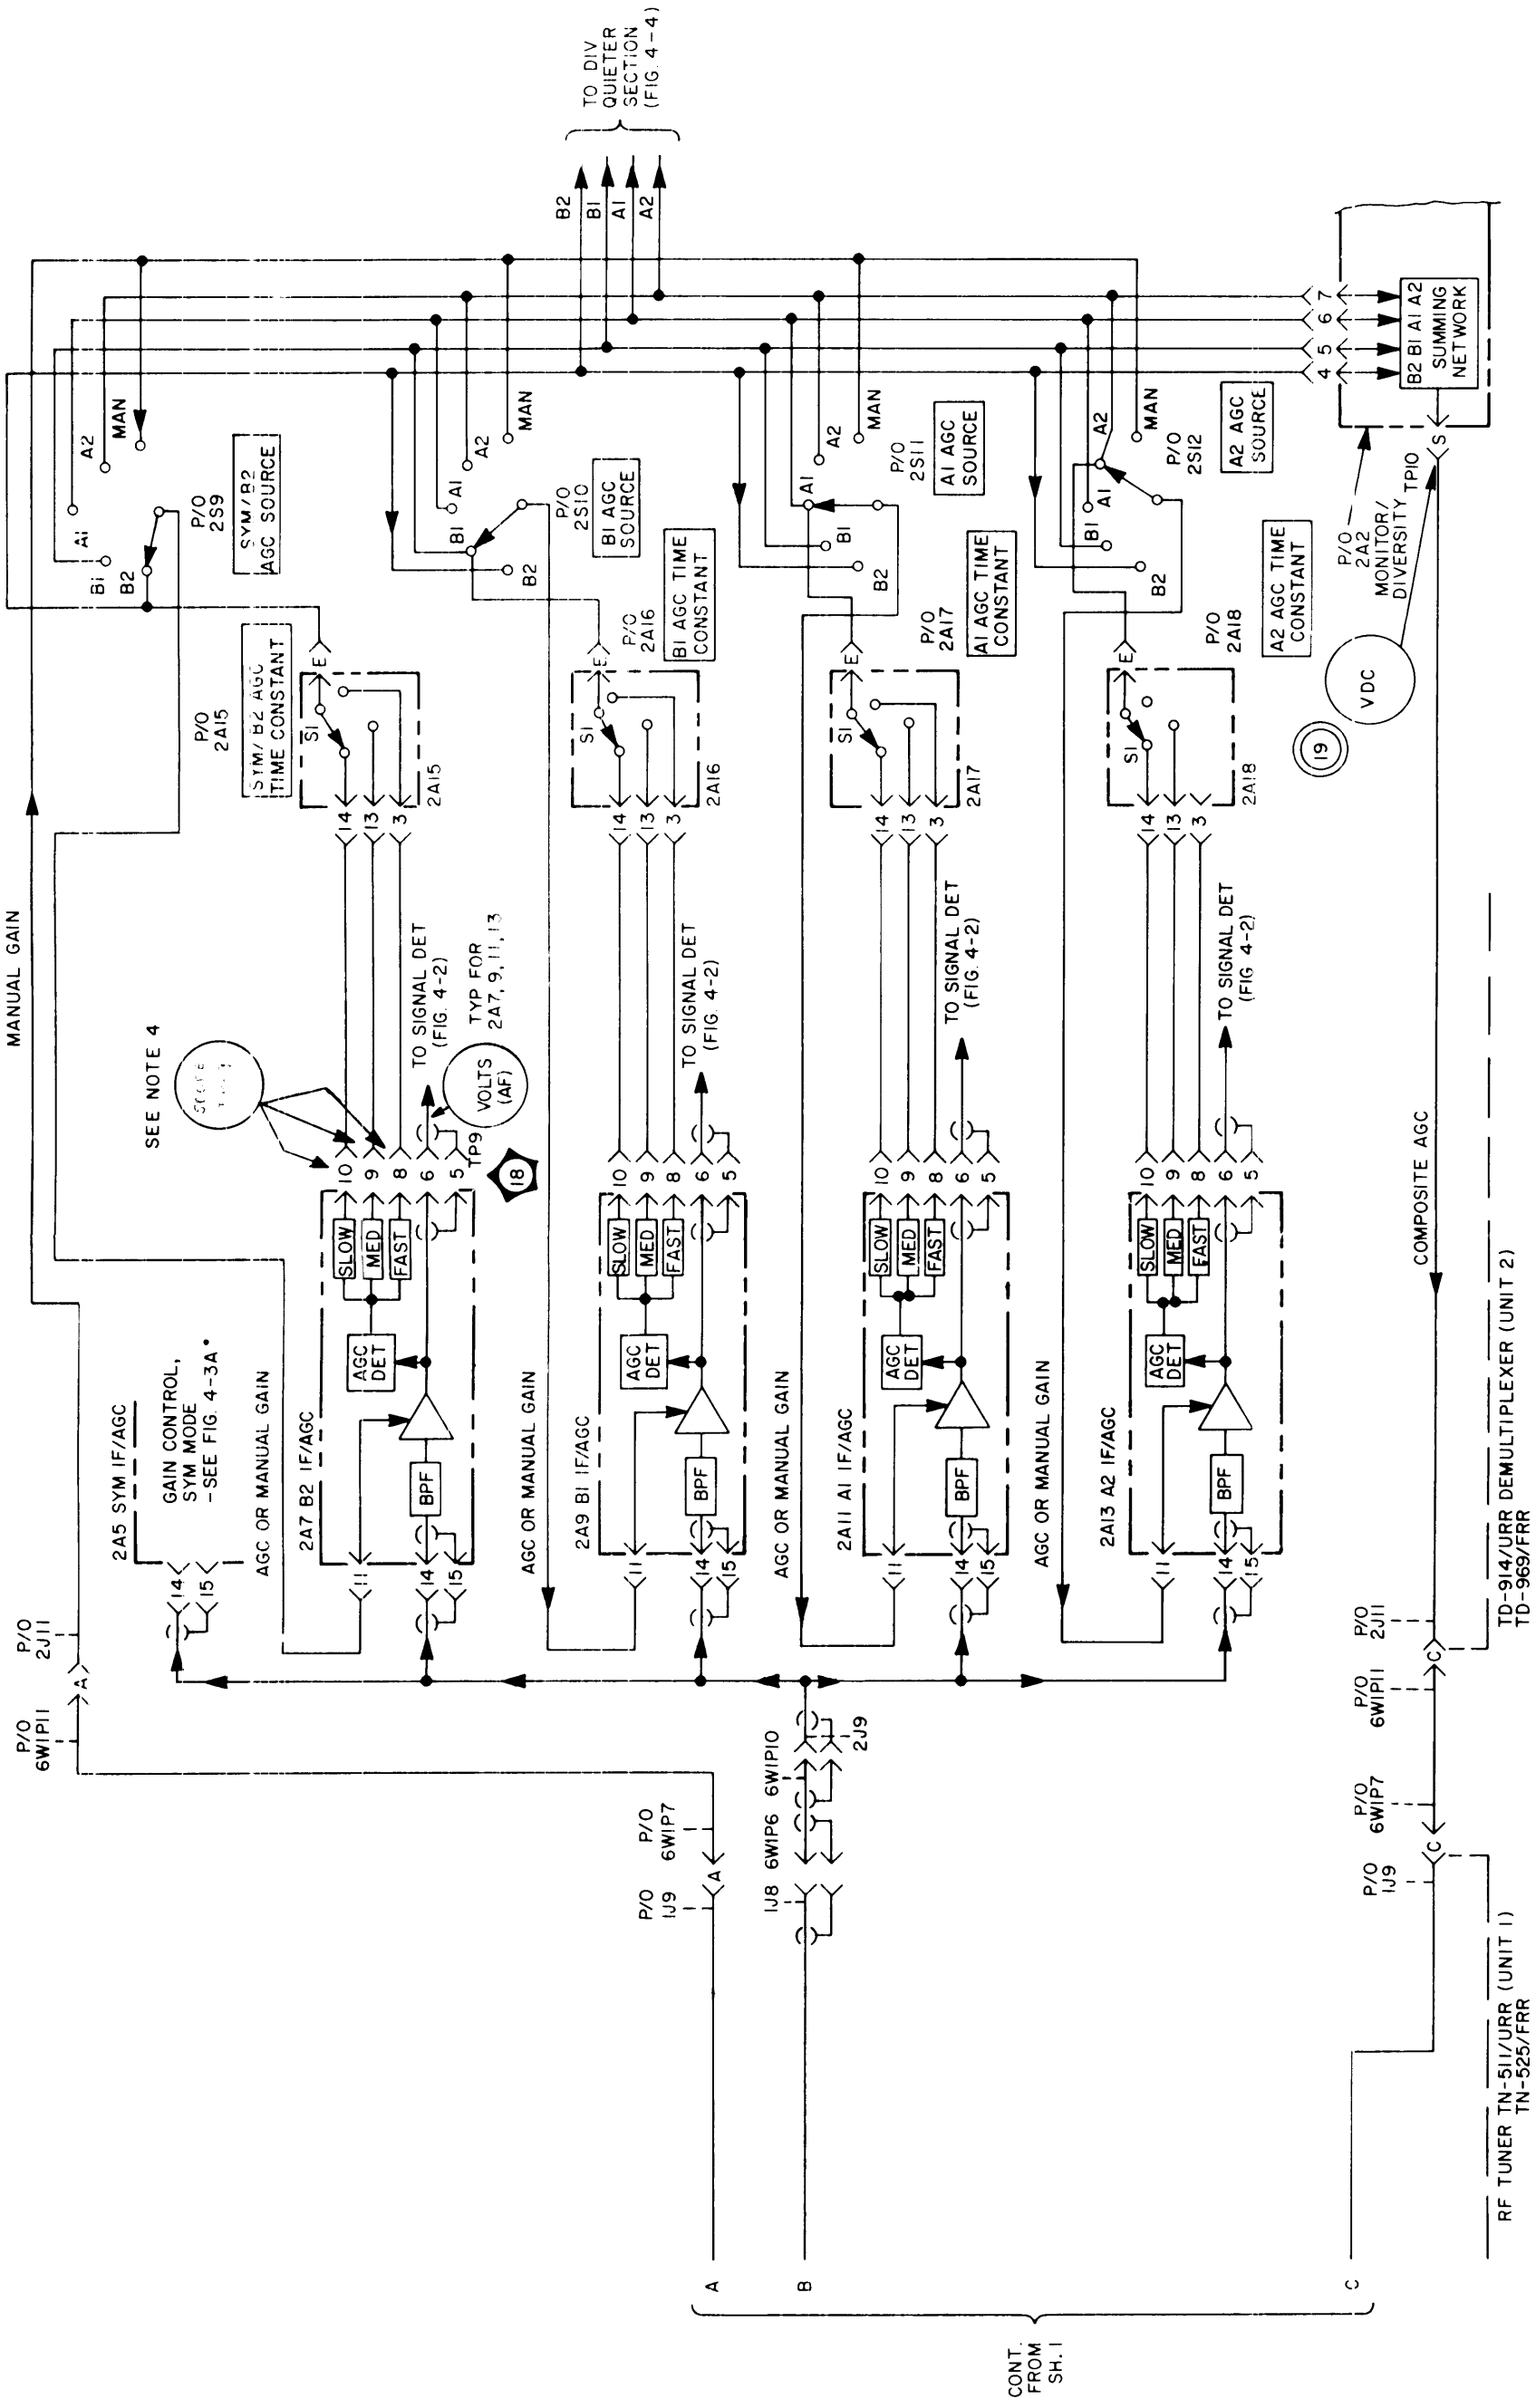 MANUAL GAIN
TO DIV
QUIETER
SECTION
(FIG. 4-4)
B2
B1
A1
A2
A1
B1
B2
A2
MAN
P/O
2S9
SYM/B2
AGC SOURCE
P/O
2A15
SYM/B2 AGC
TIME CONSTANT
S1
E
14
13
3
2A15
B1
A1
A2
MAN
B2
P/O
2S10
B1 AGC
SOURCE
P/O
2A16
B1 AGC TIME
CONSTANT
S1
E
14
13
3
2A16
A1
A2
MAN
B1
B2
P/O
2S11
A1 AGC
SOURCE
P/O
2A17
A1 AGC TIME
CONSTANT
S1
E
14
13
3
2A17
A2
MAN
A1
B1
B2
P/O
2S12
A2 AGC
SOURCE
P/O
2A18
A2 AGC TIME
CONSTANT
S1
E
14
13
3
2A18
4
5
6
7
B2 B1 A1 A2
SUMMING
NETWORK
S
TP10
P/O
2A2
MONITOR/
DIVERSITY
VDC
19
SEE NOTE 4
TO SIGNAL DET
(FIG. 4-2)
TYP FOR
2A7, 9, 11, 13
VOLTS
(AF)
TP9
18
10
9
8
6
5
SLOW
MED
FAST
AGC
DET
BPF
2A5 SYM IF/AGC
GAIN CONTROL,
SYM MODE
-SEE FIG. 4-3A
14
15
AGC OR MANUAL GAIN
2A7 B2 IF/AGC
11
14
15
TO SIGNAL DET
(FIG. 4-2)
10
9
8
6
5
SLOW
MED
FAST
AGC
DET
BPF
AGC OR MANUAL GAIN
2A9 B1 IF/AGC
11
14
15
TO SIGNAL DET
(FIG. 4-2)
10
9
8
6
5
SLOW
MED
FAST
AGC
DET
BPF
AGC OR MANUAL GAIN
2A11 A1 IF/AGC
11
14
15
TO SIGNAL DET
(FIG. 4-2)
10
9
8
6
5
SLOW
MED
FAST
AGC
DET
BPF
AGC OR MANUAL GAIN
2A13 A2 IF/AGC
11
14
15
COMPOSITE AGC
TD-914/URR DEMULTIPLEXER (UNIT 2)
TD-969/FRR
P/O
2J11
A
P/O
6W1P11
P/O
6W1P7
A
P/O
1J9
1J8 6W1P6 6W1P10
2J9
P/O
2J11
C
P/O
6W1P11
P/O
6W1P7
C
P/O
1J9
RF TUNER TN-511/URR (UNIT 1)
TN-525/FRR
A
B
C
CONT.
FROM
SH. 1